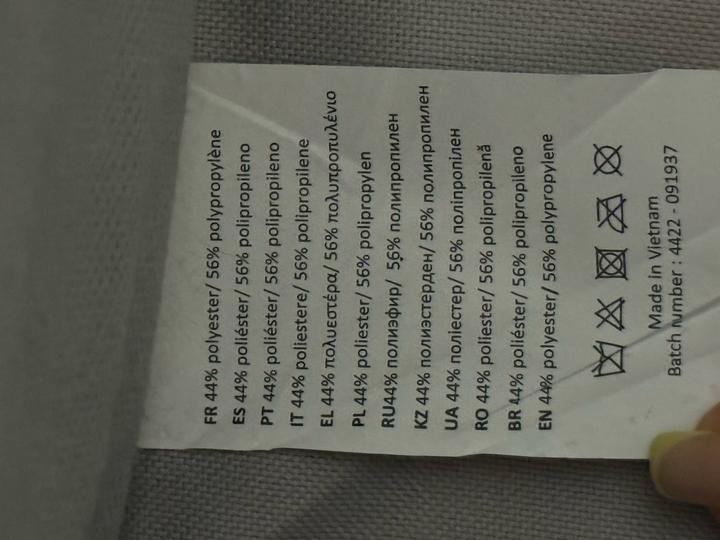 FR 44% polyester/ 56% polypropylène
ES 44% poliéster/ 56% polipropileno
PT 44% poliéster/ 56% polipropileno
IT 44% poliestere/ 56% polipropilene
EL 44% πολυεστέρα/ 56% πολυπροπυλένιο
PL 44% poliester/ 56% polipropylen
RU44% полиэфир/ 56% полипропилен
KZ 44% полиэстерден/ 56% полипропилен
UA 44% поліестер/ 56% поліпропілен
RO 44% poliester/ 56% polipropilenă
BR 44% poliéster/ 56% polipropileno
EN 44% polyester/ 56% polypropylene
Made In Vietnam
Batch number : 4422 - 091937